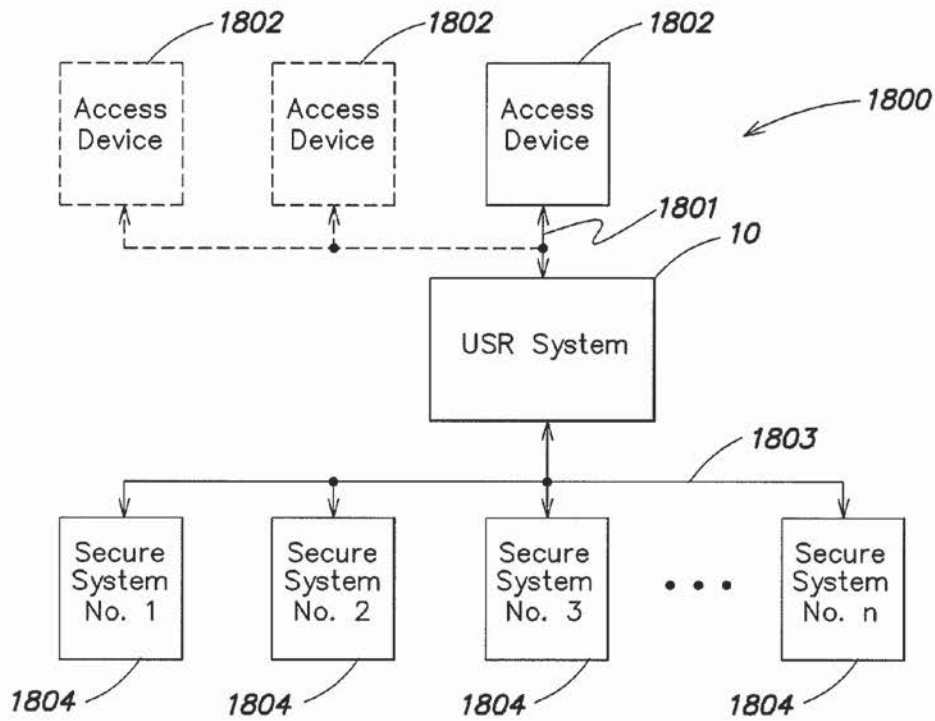 1802
1802
1802
Access
Device
Access
Device
Access
Device
1800
1801
10
USR System
1803
Secure
System
No. 1
Secure
System
No. 2
Secure
System
No. 3
• • •
Secure
System
No. n
1804
1804
1804
1804